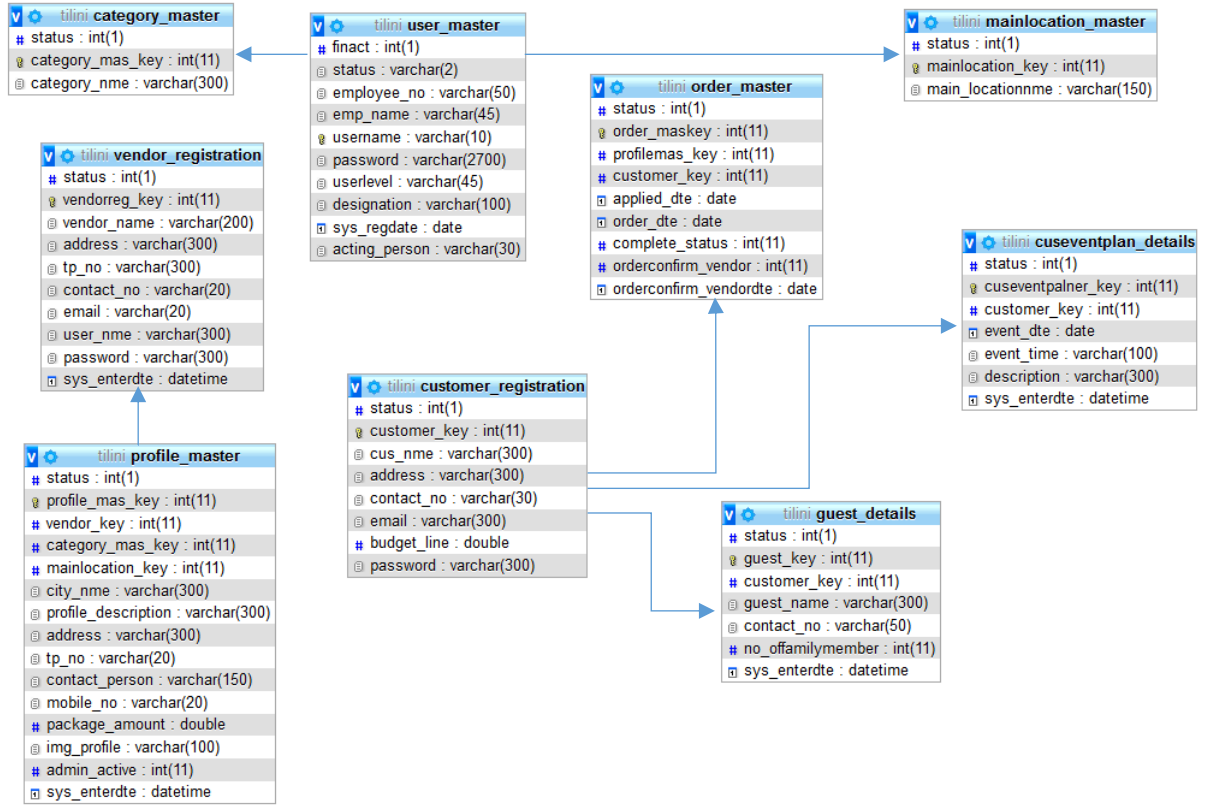 tilini category_master
# status : int(1)
category_mas_key : int(11)
category_nme : varchar(300)
tilini user_master
# finact : int(1)
status : varchar(2)
employee_no : varchar(50)
emp_name : varchar(45)
username : varchar(10)
password : varchar(2700)
userlevel : varchar(45)
designation : varchar(100)
sys_regdate : date
acting_person : varchar(30)
tilini mainlocation_master
# status : int(1)
mainlocation_key : int(11)
main_locationnme : varchar(150)
tilini order_master
# status : int(1)
order_maskey : int(11)
# profilemas_key : int(11)
# customer_key : int(11)
applied_dte : date
order_dte : date
# complete_status : int(11)
# orderconfirm_vendor : int(11)
orderconfirm_vendordte : date
tilini vendor_registration
# status : int(1)
vendorreg_key : int(11)
vendor_name : varchar(200)
address : varchar(300)
tp_no : varchar(300)
contact_no : varchar(20)
email : varchar(20)
user_nme : varchar(300)
password : varchar(300)
sys_enterdte : datetime
tilini cuseventplan_details
# status : int(1)
cuseventpalner_key : int(11)
# customer_key : int(11)
event_dte : date
event_time : varchar(100)
description : varchar(300)
sys_enterdte : datetime
tilini customer_registration
# status : int(1)
customer_key : int(11)
cus_nme : varchar(300)
address : varchar(300)
contact_no : varchar(30)
email : varchar(300)
# budget_line : double
password : varchar(300)
tilini profile_master
# status : int(1)
profile_mas_key : int(11)
# vendor_key : int(11)
# category_mas_key : int(11)
# mainlocation_key : int(11)
city_nme : varchar(300)
profile_description : varchar(300)
address : varchar(300)
tp_no : varchar(20)
contact_person : varchar(150)
mobile_no : varchar(20)
# package_amount : double
img_profile : varchar(100)
# admin_active : int(11)
sys_enterdte : datetime
tilini guest_details
# status : int(1)
guest_key : int(11)
# customer_key : int(11)
guest_name : varchar(300)
contact_no : varchar(50)
# no_offamilymember : int(11)
sys_enterdte : datetime